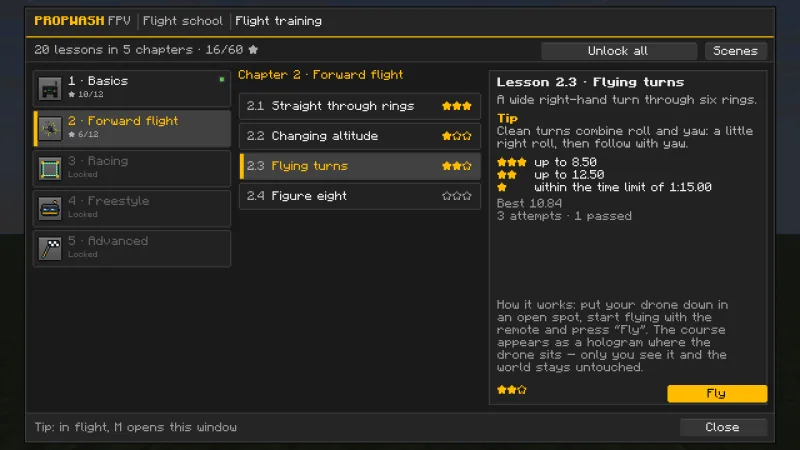 PROPWASH FPV | Flight school | Flight training
20 lessons in 5 chapters · 16/60 ★
Unlock all
Scenes
1 · Basics
★ 10/12
2 · Forward flight
★ 6/12
3 · Racing
Locked
4 · Freestyle
Locked
5 · Advanced
Locked
Chapter 2 · Forward flight
2.1 Straight through rings ★★★
2.2 Changing altitude ★☆☆
2.3 Flying turns ★★☆
2.4 Figure eight ☆☆☆
Lesson 2.3 · Flying turns
A wide right-hand turn through six rings.
Tip
Clean turns combine roll and yaw: a little
right roll, then follow with yaw.
★★★ up to 8.50
★★ up to 12.50
★ within the time limit of 1:15.00
Best 10.84
3 attempts · 1 passed
How it works: put your drone down in
an open spot, start flying with the
remote and press "Fly". The course
appears as a hologram where the
drone sits – only you see it and the
world stays untouched.
★★☆
Fly
Tip: in flight, M opens this window
Close